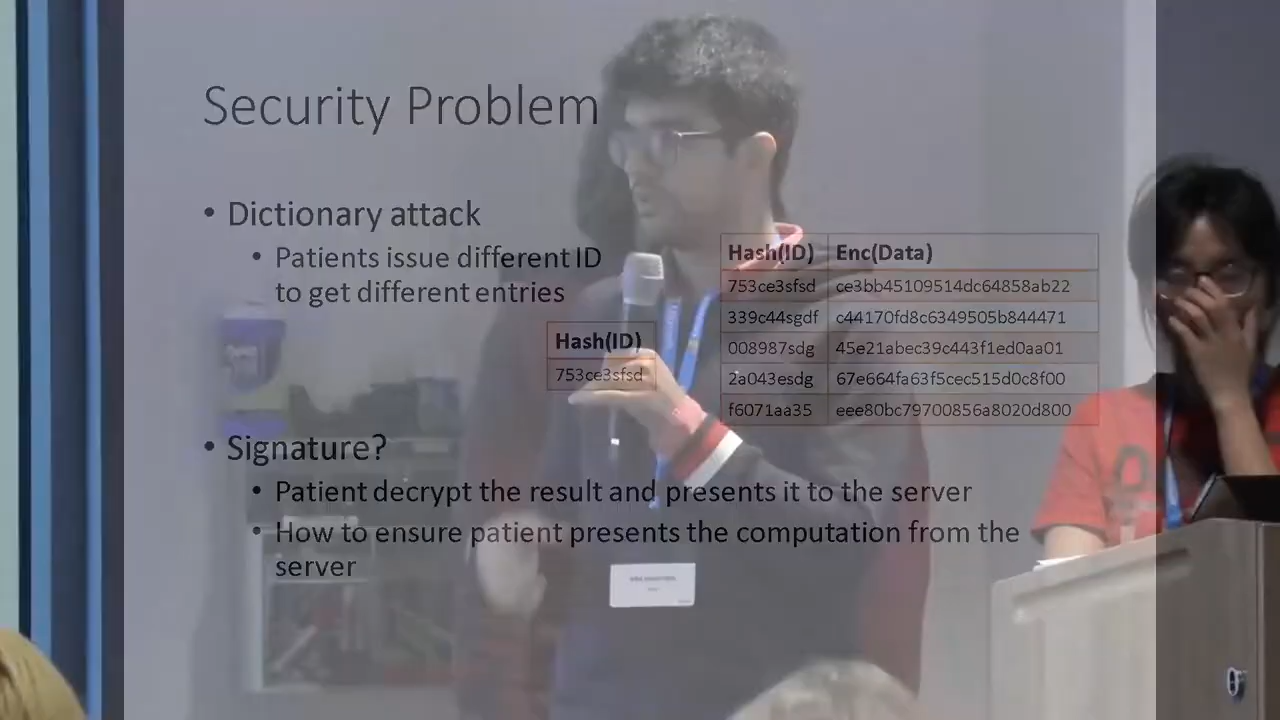 Security Problem
• Dictionary attack
• Patients issue different ID
to get different entries
Hash(ID)
753ce3sfsd
Hash(ID) Enc(Data)
753ce3sfsd ce3bb45109514dc64858ab22
339c44sgdf c44170fd8c6349505b844471
008987sdg 45e21abec39c443f1ed0aa01
2a043esdg 67e664fa63f5cec515d0c8f00
f6071aa35 eee80bc79700856a8020d800
• Signature?
• Patient decrypt the result and presents it to the server
• How to ensure patient presents the computation from the
server